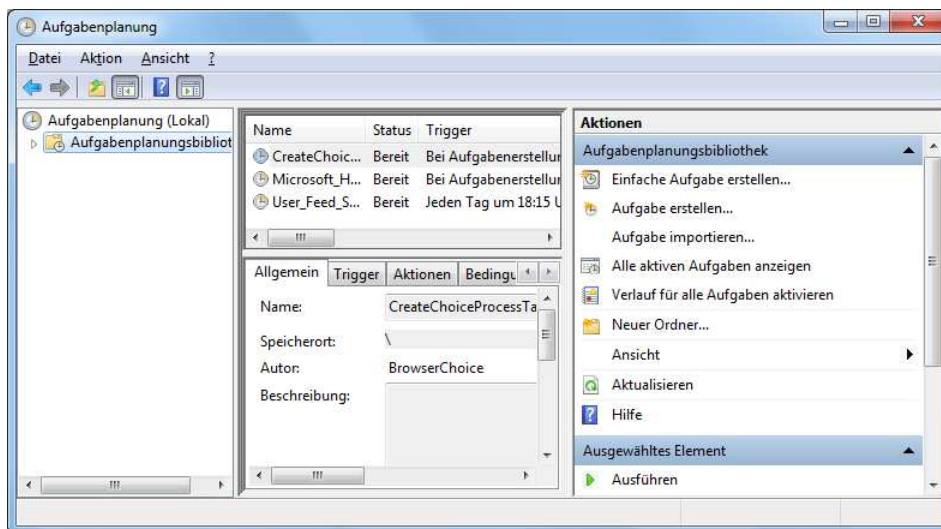 Aufgabenplanung
Datei Aktion Ansicht ?
Aufgabenplanung (Lokal)
Aufgabenplanungsbibliot
Name Status Trigger
CreateChoic... Bereit Bei Aufgabenerstellur
Microsoft_H... Bereit Bei Aufgabenerstellur
User_Feed_S... Bereit Jeden Tag um 18:15 U
Allgemein Trigger Aktionen Bedingu
Name: CreateChoiceProcessTa
Speicherort: \
Autor: BrowserChoice
Beschreibung:
Aktionen
Aufgabenplanungsbibliothek
Einfache Aufgabe erstellen...
Aufgabe erstellen...
Aufgabe importieren...
Alle aktiven Aufgaben anzeigen
Verlauf für alle Aufgaben aktivieren
Neuer Ordner...
Ansicht
Aktualisieren
Hilfe
Ausgewähltes Element
Ausführen